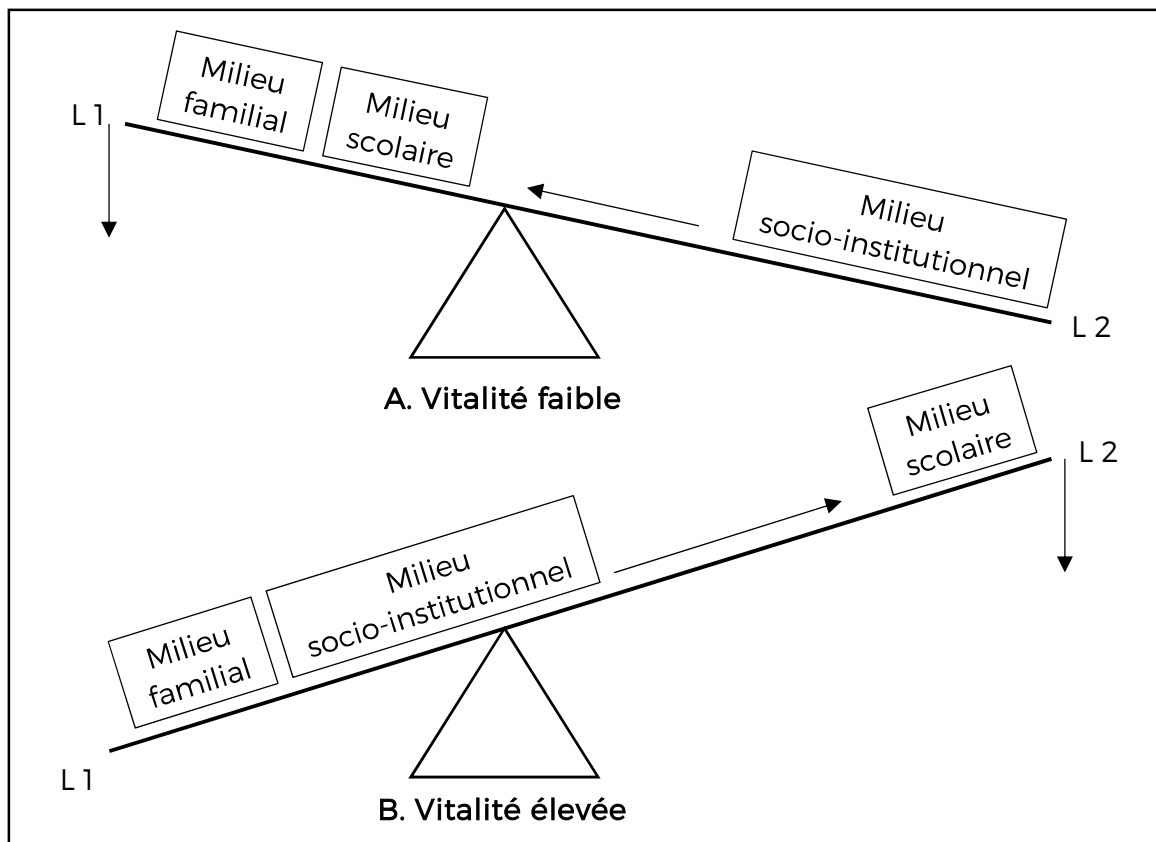 Milieu
familial
Milieu
scolaire
L 1
Milieu
socio-institutionnel
L 2
A. Vitalité faible
Milieu
scolaire
L 2
Milieu
socio-institutionnel
Milieu
familial
L 1
B. Vitalité élevée